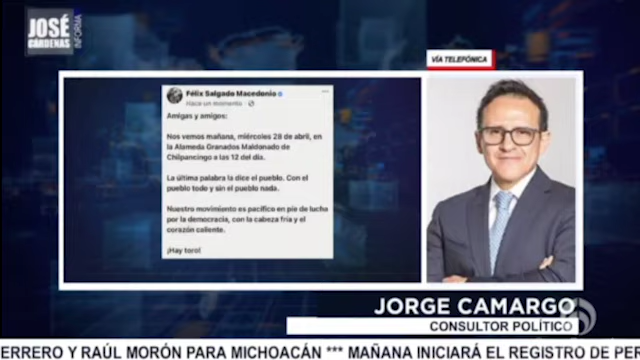 JOSÉ
CÁRDENAS
INFORMA
VÍA TELEFÓNICA
Félix Salgado Macedonio
Hace un momento
Amigas y amigos:
Nos vemos mañana, miércoles 28 de abril, en
la Alameda Granados Maldonado de
Chilpancingo a las 12 del día.
La última palabra la dice el pueblo. Con el
pueblo todo y sin el pueblo nada.
Nuestro movimiento es pacífico en pie de lucha
por la democracia, con la cabeza fría y el
corazón caliente.
¡Hay toro!
JORGE CAMARGO
CONSULTOR POLÍTICO
ERRERO Y RAÚL MORÓN PARA MICHOACÁN *** MAÑANA INICIARÁ EL REGISTRO DE PER